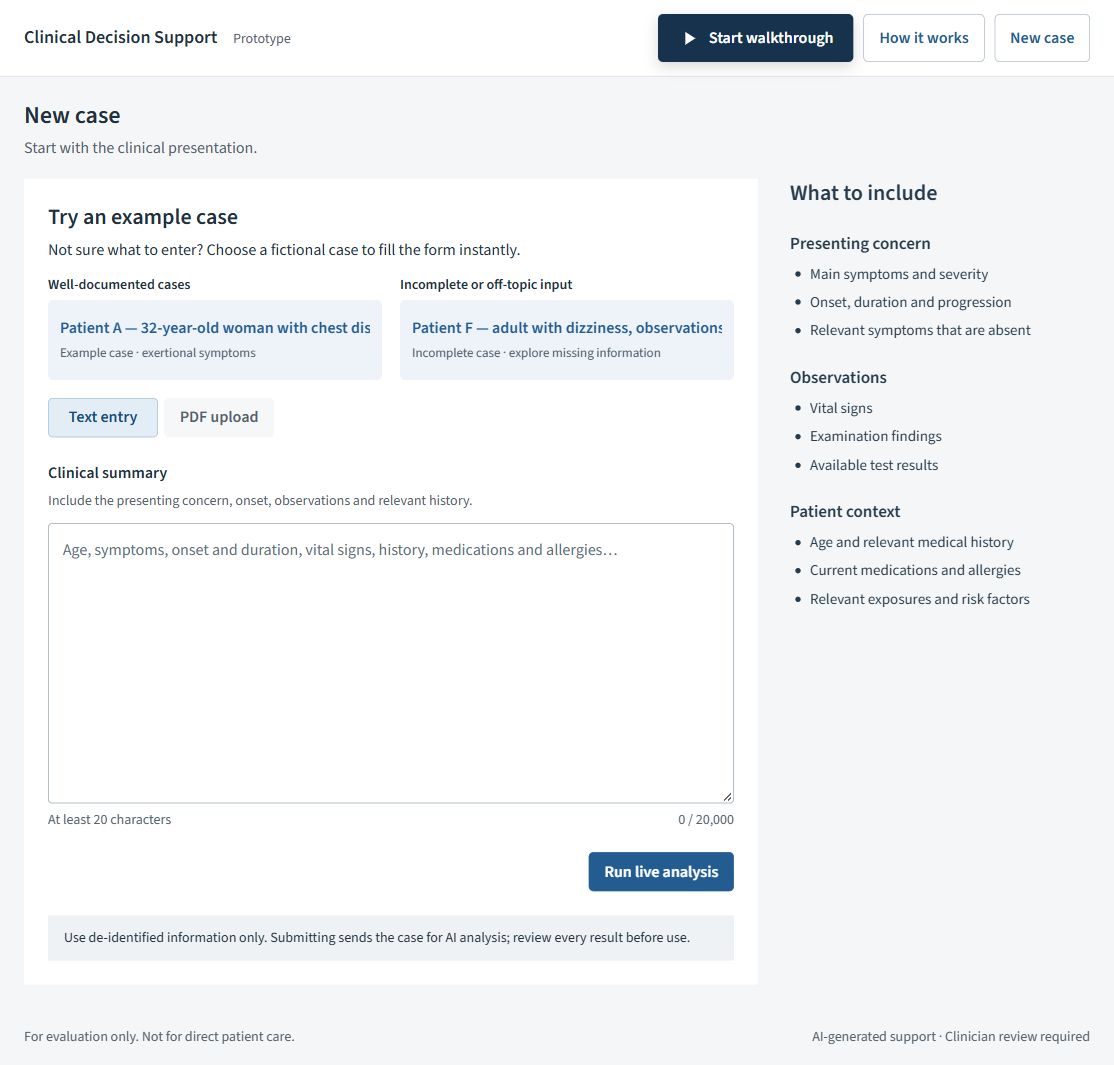 Clinical Decision Support Prototype
Start walkthrough
How it works
New case
New case
Start with the clinical presentation.
Try an example case
Not sure what to enter? Choose a fictional case to fill the form instantly.
Well-documented cases
Patient A — 32-year-old woman with chest dis
Example case · exertional symptoms
Incomplete or off-topic input
Patient F — adult with dizziness, observations
Incomplete case · explore missing information
Text entry
PDF upload
Clinical summary
Include the presenting concern, onset, observations and relevant history.
Age, symptoms, onset and duration, vital signs, history, medications and allergies…
At least 20 characters
0 / 20,000
Run live analysis
Use de-identified information only. Submitting sends the case for AI analysis; review every result before use.
What to include
Presenting concern
• Main symptoms and severity
• Onset, duration and progression
• Relevant symptoms that are absent
Observations
• Vital signs
• Examination findings
• Available test results
Patient context
• Age and relevant medical history
• Current medications and allergies
• Relevant exposures and risk factors
For evaluation only. Not for direct patient care.
AI-generated support · Clinician review required